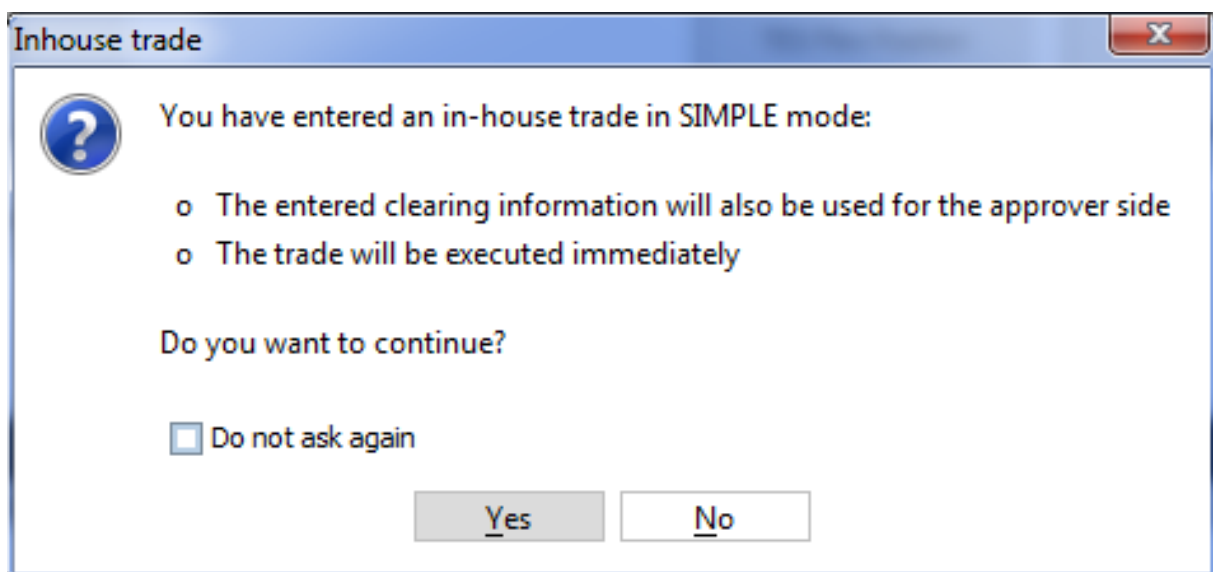 Inhouse trade
You have entered an in-house trade in SIMPLE mode:
o The entered clearing information will also be used for the approver side
o The trade will be executed immediately
Do you want to continue?
Do not ask again
Yes
No